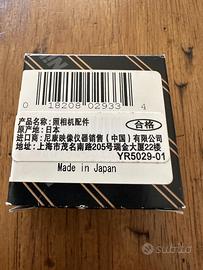 0 18208 02933 4
产品名称：照相机配件
合格
原产地：日本
进口商：尼康映像仪器销售（中国）有限公司
地址：上海市茂名南路205号瑞金大厦22楼
YR5029-01
Made in Japan
subito